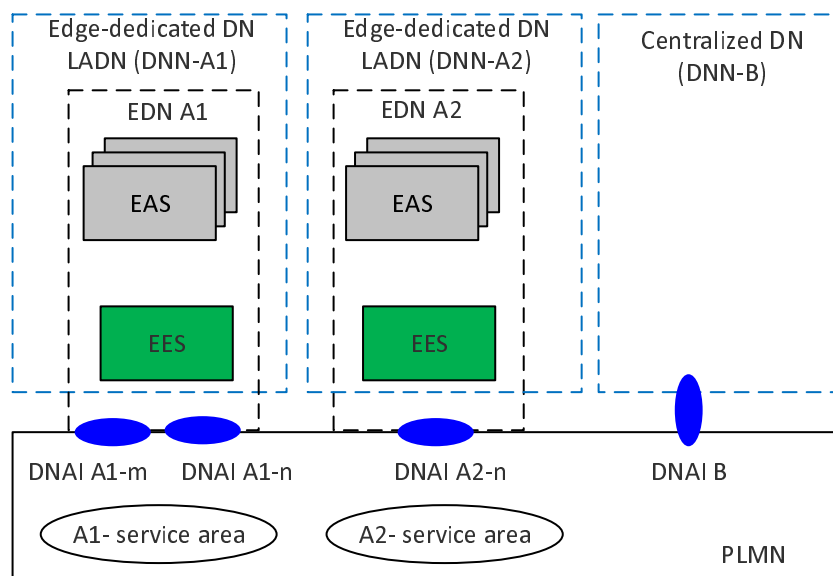 Edge-dedicated DN
LADN (DNN-A1)
EDN A1
EAS
EES
Edge-dedicated DN
LADN (DNN-A2)
EDN A2
EAS
EES
Centralized DN
(DNN-B)
DNAI A1-m
DNAI A1-n
DNAI A2-n
DNAI B
A1- service area
A2- service area
PLMN